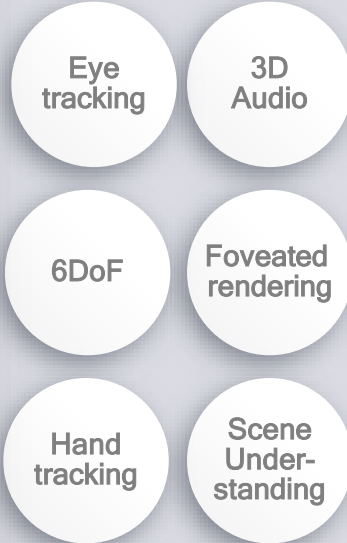 Eye
tracking
3D
Audio
6DoF
Foveated
rendering
Hand
tracking
Scene
Under-
standing